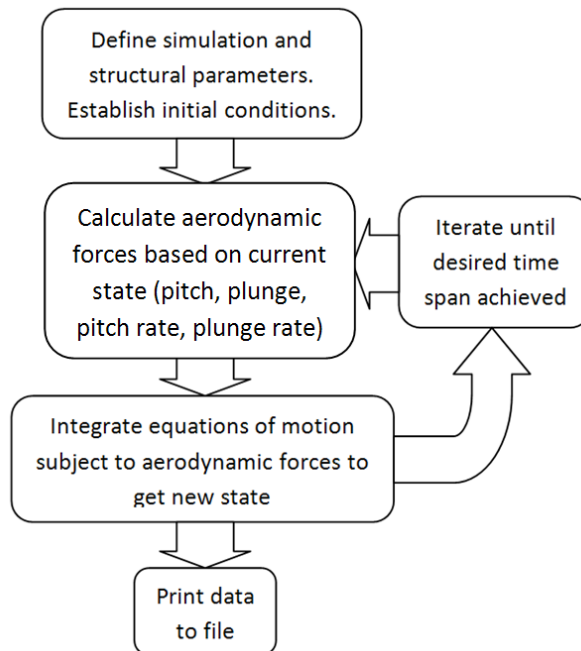 Define simulation and
structural parameters.
Establish initial conditions.
Calculate aerodynamic
forces based on current
state (pitch, plunge,
pitch rate, plunge rate)
Iterate until
desired time
span achieved
Integrate equations of motion
subject to aerodynamic forces to
get new state
Print data
to file